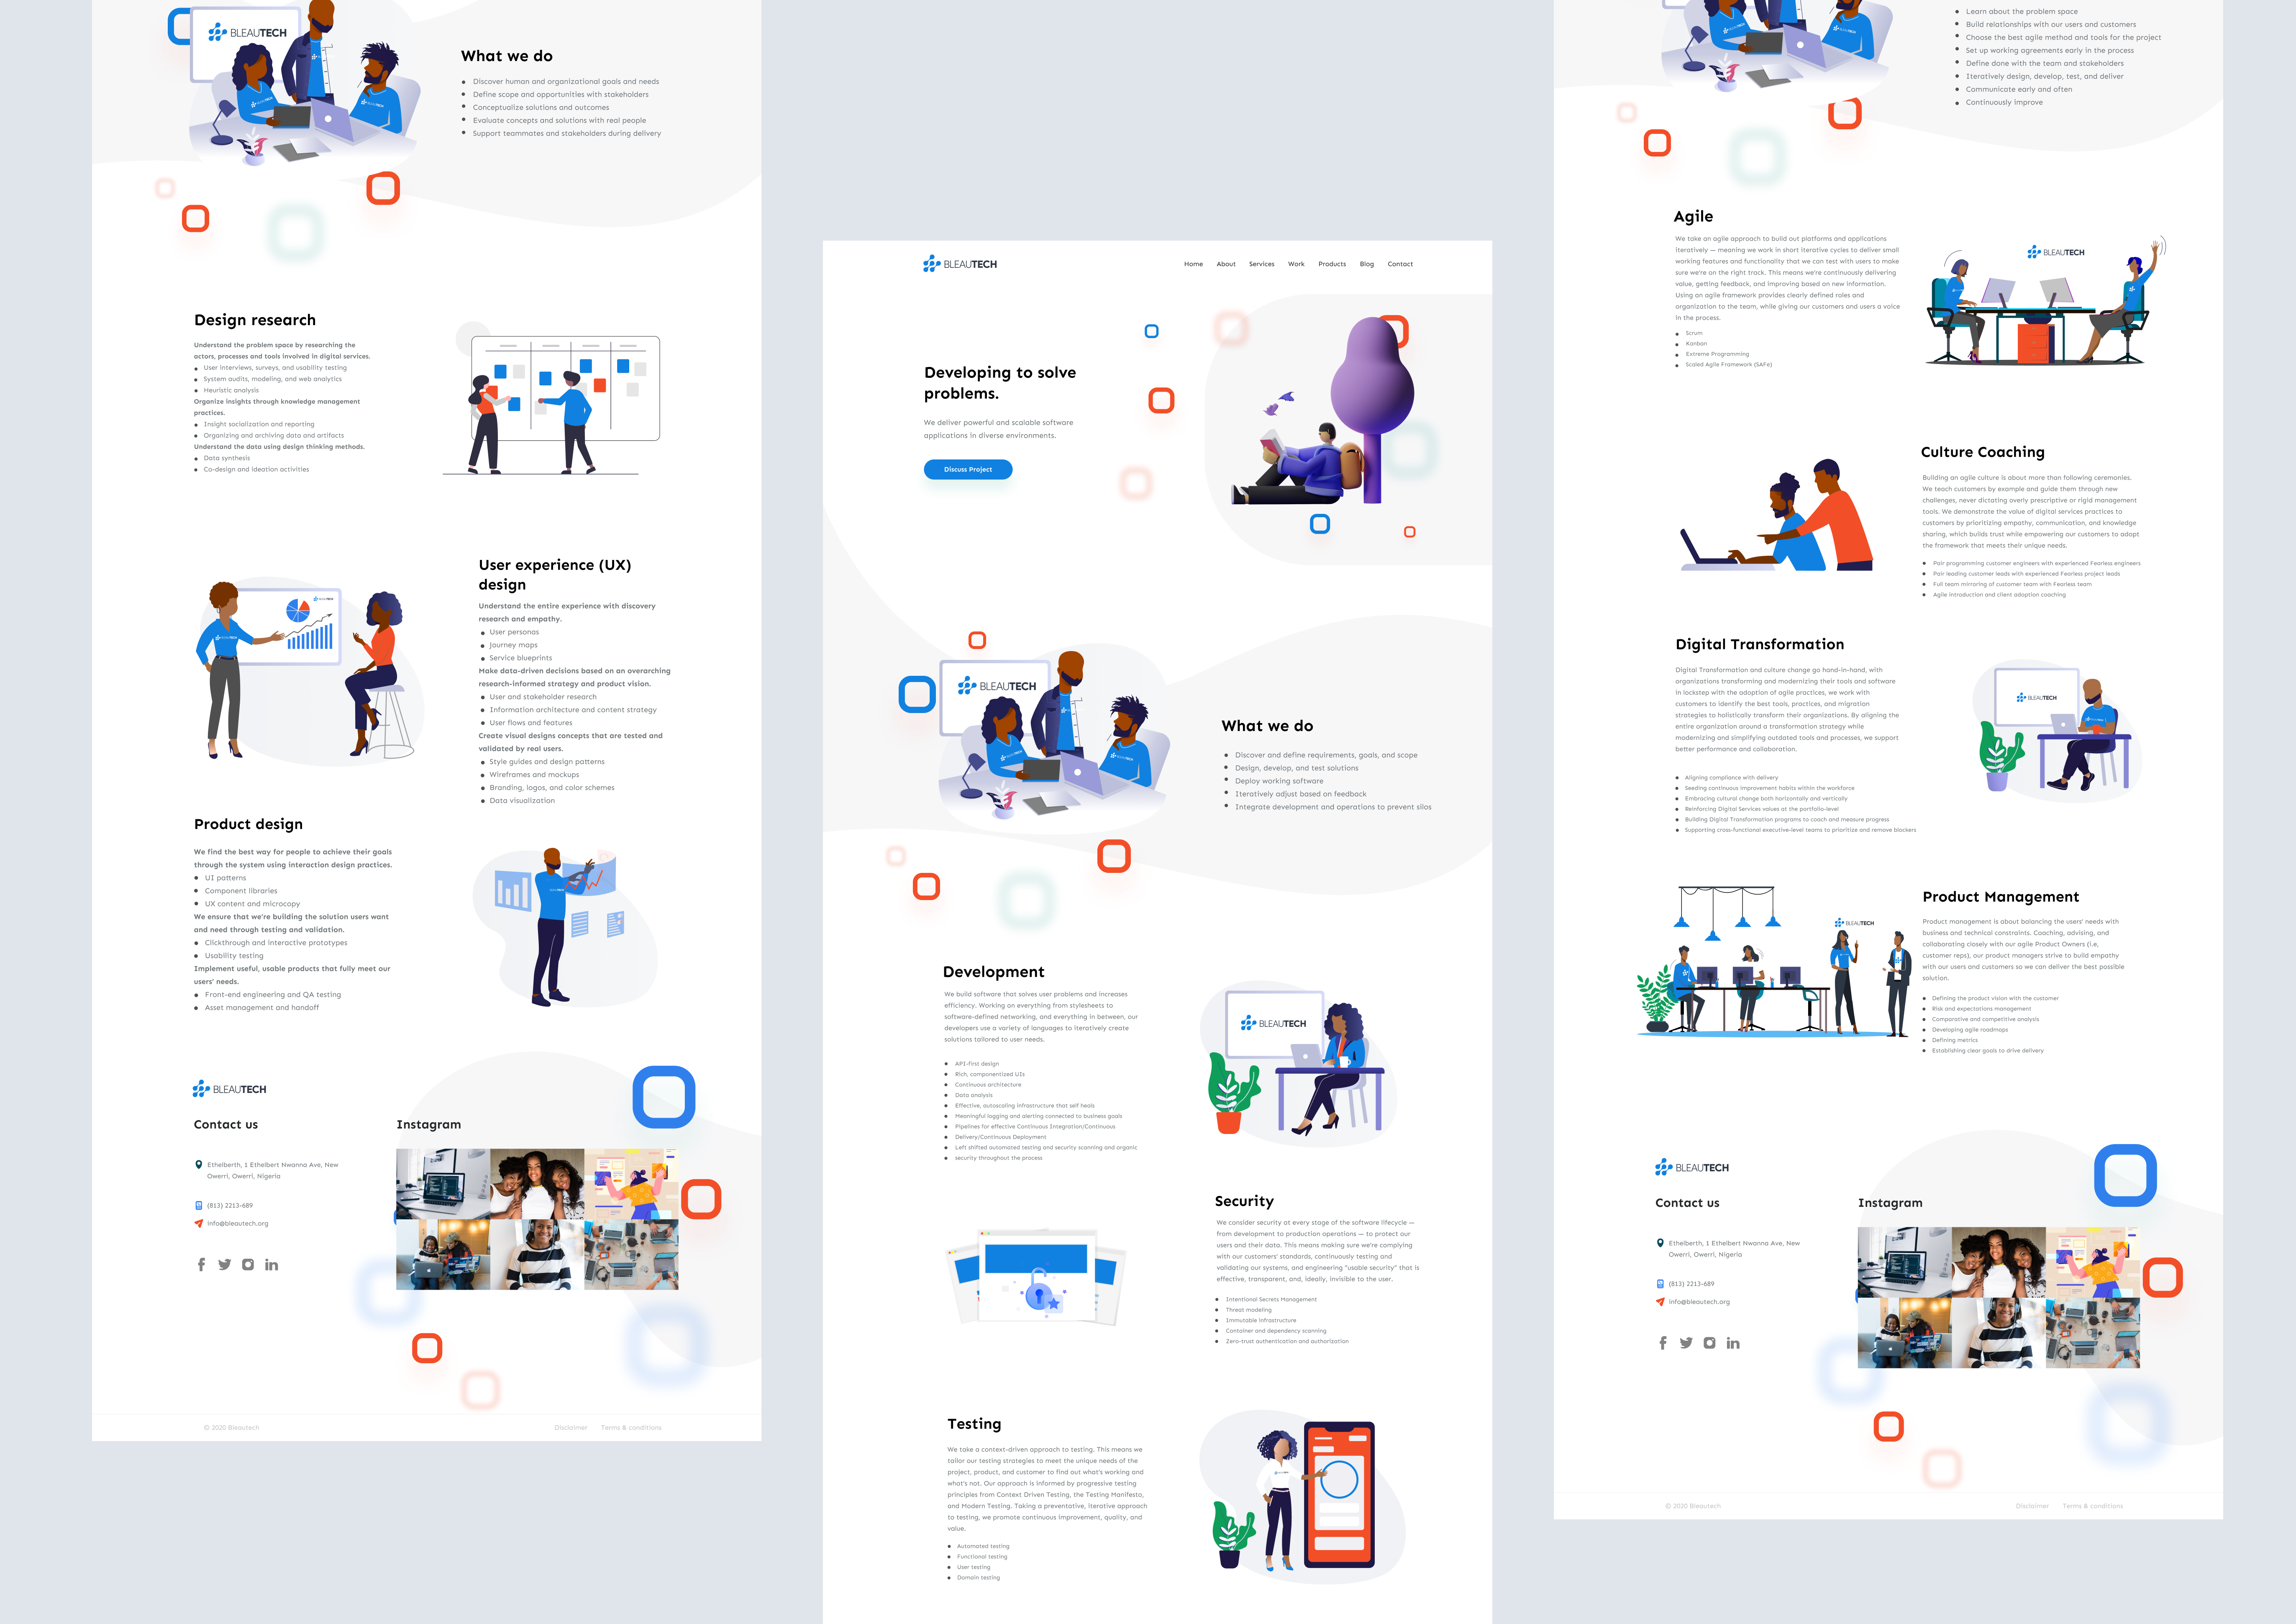 BLEAUTECH
What we do
Discover human and organizational goals and needs
Define scope and opportunities with stakeholders
Conceptualize solutions and outcomes
Evaluate concepts and solutions with real people
Support teammates and stakeholders during delivery
Design research
Understand the problem space by researching the
actors, processes and tools involved in digital services.
User interviews, surveys, and usability testing
System audits, modeling, and web analytics
Heuristic analysis
Organize insights through knowledge management
practices.
Insight socialization and reporting
Organizing and archiving data and artifacts
Understand the data using design thinking methods.
Data synthesis
Co-design and ideation activities
User experience (UX)
design
Understand the entire experience with discovery
research and empathy.
User personas
Journey maps
Service blueprints
Make data-driven decisions based on an overarching
research-informed strategy and product vision.
User and stakeholder research
Information architecture and content strategy
User flows and features
Create visual designs concepts that are tested and
validated by real users.
Style guides and design patterns
Wireframes and mockups
Branding, logos, and color schemes
Data visualization
Product design
We find the best way for people to achieve their goals
through the system using interaction design practices.
UI patterns
Component libraries
UX content and microcopy
We ensure that we're building the solution users want
and need through testing and validation.
Clickthrough and interactive prototypes
Usability testing
Implement useful, usable products that fully meet our
users' needs.
Front-end engineering and QA testing
Asset management and handoff
BLEAUTECH
Contact us
Instagram
Ethelberth, 1 Ethelbert Nwanna Ave, New
Owerri, Owerri, Nigeria
(813) 2213-689
info@bleautech.org
© 2020 Bleautech
Disclaimer Terms & conditions
BLEAUTECH
Home About Services Work Products Blog Contact
Developing to solve
problems.
We deliver powerful and scalable software
applications in diverse environments.
Discuss Project
BLEAUTECH
What we do
Discover and define requirements, goals, and scope
Design, develop, and test solutions
Deploy working software
Iteratively adjust based on feedback
Integrate development and operations to prevent silos
Development
We build software that solves user problems and increases
efficiency. Working on everything from stylesheets to
software-defined networking, and everything in between, our
developers use a variety of languages to iteratively create
solutions tailored to user needs.
API-first design
Rich, componentized UIs
Continuous architecture
Data analysis
Effective, autoscaling infrastructure that self heals
Meaningful logging and alerting connected to business goals
Pipelines for effective Continuous Integration/Continuous
Delivery/Continuous Deployment
Left shifted automated testing and security scanning and organic
security throughout the process
BLEAUTECH
Security
We consider security at every stage of the software lifecycle —
from development to production operations — to protect our
users and their data. This means making sure we're complying
with our customers' standards, continuously testing and
validating our systems, and engineering "usable security" that is
effective, transparent, and, ideally, invisible to the user.
Intentional Secrets Management
Threat modeling
Immutable infrastructure
Container and dependency scanning
Zero-trust authentication and authorization
Testing
We take a context-driven approach to testing. This means we
tailor our testing strategies to meet the unique needs of the
project, product, and customer to find out what's working and
what's not. Our approach is informed by progressive testing
principles from Context Driven Testing, the Testing Manifesto,
and Modern Testing. Taking a preventative, iterative approach
to testing, we promote continuous improvement, quality, and
value.
Automated testing
Functional testing
User testing
Domain testing
Learn about the problem space
Build relationships with our users and customers
Choose the best agile method and tools for the project
Set up working agreements early in the process
Define done with the team and stakeholders
Iteratively design, develop, test, and deliver
Communicate early and often
Continuously improve
Agile
We take an agile approach to build out platforms and applications
iteratively — meaning we work in short iterative cycles to deliver small
working features and functionality that we can test with users to make
sure we're on the right track. This means we're continuously delivering
value, getting feedback, and improving based on new information.
Using an agile framework provides clearly defined roles and
organization to the team, while giving our customers and users a voice
in the process.
Scrum
Kanban
Extreme Programming
Scaled Agile Framework (SAFe)
BLEAUTECH
Culture Coaching
Building an agile culture is about more than following ceremonies.
We teach customers by example and guide them through new
challenges, never dictating overly prescriptive or rigid management
tools. We demonstrate the value of digital services practices to
customers by prioritizing empathy, communication, and knowledge
sharing, which builds trust while empowering our customers to adopt
the framework that meets their unique needs.
Pair programming customer engineers with experienced Fearless engineers
Pair leading customer leads with experienced Fearless project leads
Full team mirroring of customer team with Fearless team
Agile introduction and client adoption coaching
Digital Transformation
Digital Transformation and culture change go hand-in-hand, with
organizations transforming and modernizing their tools and software
in lockstep with the adoption of agile practices, we work with
customers to identify the best tools, practices, and migration
strategies to holistically transform their organizations. By aligning the
entire organization around a transformation strategy while
modernizing and simplifying outdated tools and processes, we support
better performance and collaboration.
Aligning compliance with delivery
Seeding continuous improvement habits within the workforce
Embracing cultural change both horizontally and vertically
Reinforcing Digital Services values at the portfolio-level
Building Digital Transformation programs to coach and measure progress
Supporting cross-functional executive-level teams to prioritize and remove blockers
BLEAUTECH
BLEAUTECH
Product Management
Product management is about balancing the users' needs with
business and technical constraints. Coaching, advising, and
collaborating closely with our agile Product Owners (i.e,
customer reps), our product managers strive to build empathy
with our users and customers so we can deliver the best possible
solution.
Defining the product vision with the customer
Risk and expectations management
Comparative and competitive analysis
Developing agile roadmaps
Defining metrics
Establishing clear goals to drive delivery
BLEAUTECH
Contact us
Instagram
Ethelberth, 1 Ethelbert Nwanna Ave, New
Owerri, Owerri, Nigeria
(813) 2213-689
info@bleautech.org
© 2020 Bleautech
Disclaimer Terms & conditions